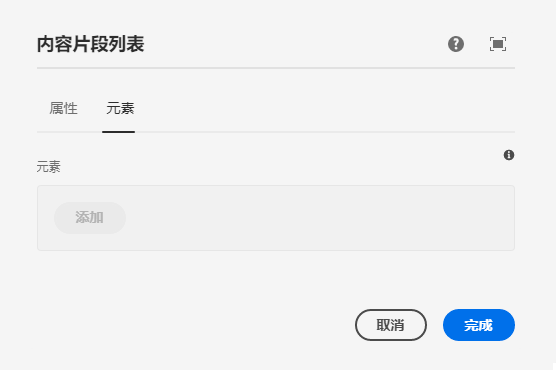 内容片段列表
属性 元素
元素
添加
取消 完成